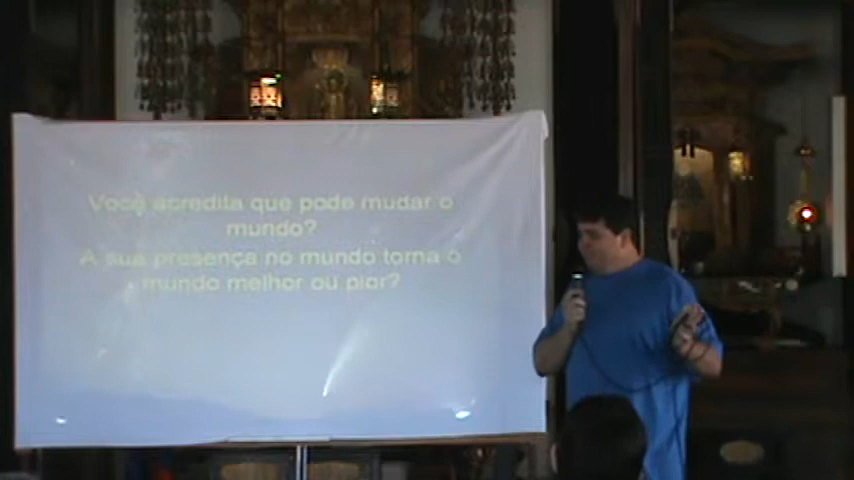 Você acredita que pode mudar o
mundo?
A sua presença no mundo torna o
mundo melhor ou pior?